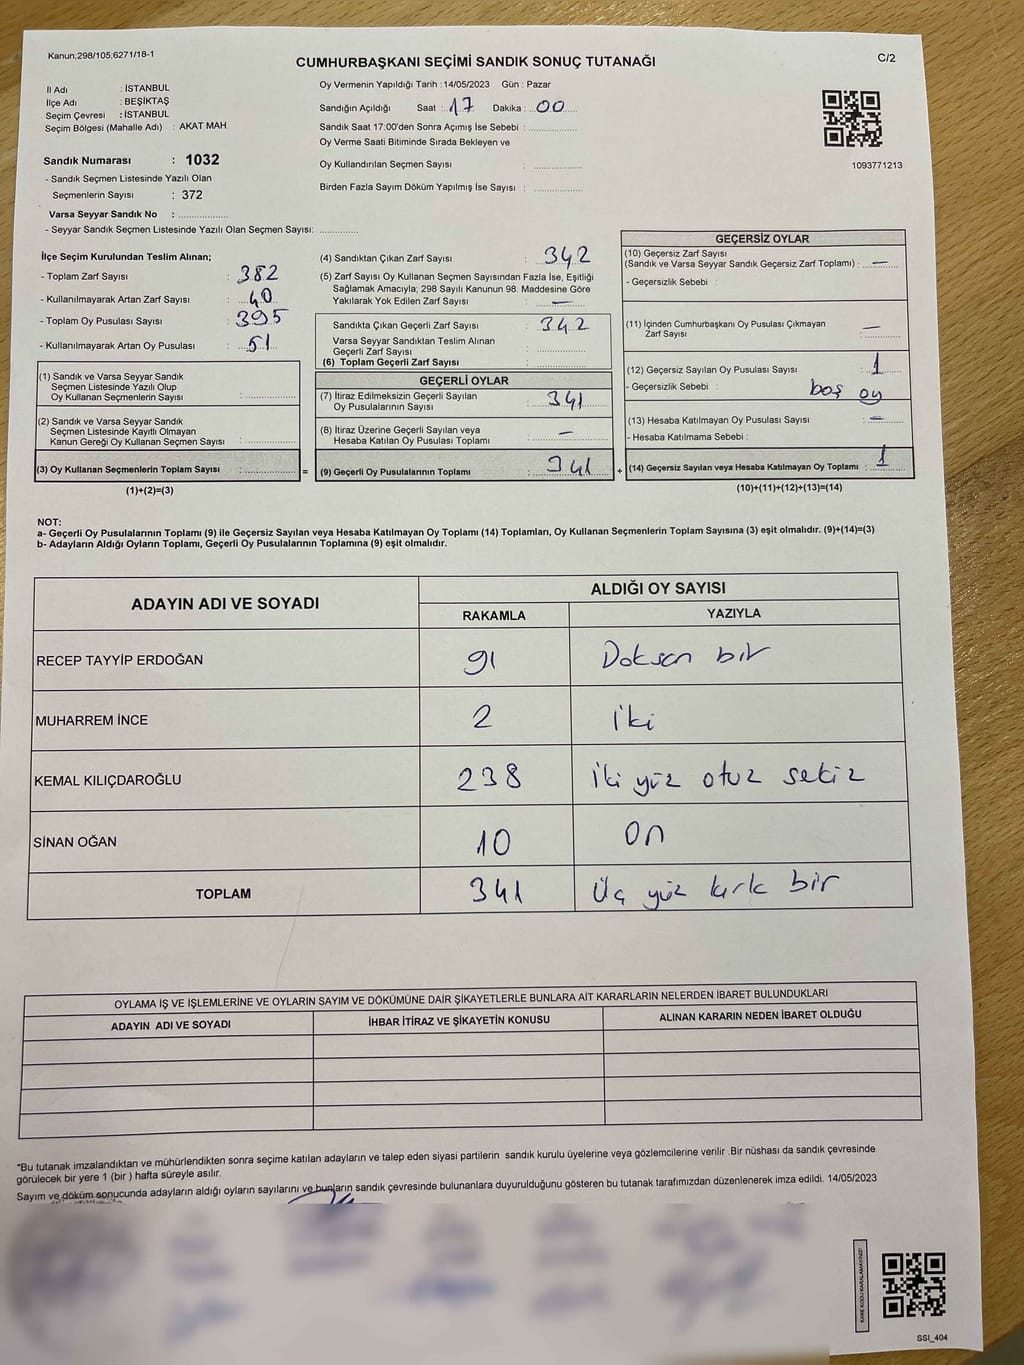 Kanun,298/105,6271/18-1
CUMHURBAŞKANI SEÇİMİ SANDIK SONUÇ TUTANAĞI
C/2
İl Adı : İSTANBUL
İlçe Adı : BEŞİKTAŞ
Seçim Çevresi : İSTANBUL
Seçim Bölgesi (Mahalle Adı) : AKAT MAH.
Sandık Numarası : 1032
- Sandık Seçmen Listesinde Yazılı Olan
Seçmenlerin Sayısı : 372
Varsa Seyyar Sandık No :
- Seyyar Sandık Seçmen Listesinde Yazılı Olan Seçmen Sayısı:
Oy Vermenin Yapıldığı Tarih :14/05/2023 Gün : Pazar
Sandığın Açıldığı Saat : 17 Dakika: 00
Sandık Saat 17:00'den Sonra Açımış İse Sebebi :
Oy Verme Saati Bitiminde Sırada Bekleyen ve
Oy Kullandırılan Seçmen Sayısı :
Birden Fazla Sayım Döküm Yapılmış İse Sayısı :
1093771213
İlçe Seçim Kurulundan Teslim Alınan;
- Toplam Zarf Sayısı : 382
- Kullanılmayarak Artan Zarf Sayısı : 40
- Toplam Oy Pusulası Sayısı : 395
- Kullanılmayarak Artan Oy Pusulası : 51
(1) Sandık ve Varsa Seyyar Sandık
Seçmen Listesinde Yazılı Olup
Oy Kullanan Seçmenlerin Sayısı :
(2) Sandık ve Varsa Seyyar Sandık
Seçmen Listesinde Kayıtlı Olmayan
Kanun Gereği Oy Kullanan Seçmen Sayısı :
(3) Oy Kullanan Seçmenlerin Toplam Sayısı :
(1)+(2)=(3)
(4) Sandıktan Çıkan Zarf Sayısı : 342
(5) Zarf Sayısı Oy Kullanan Seçmen Sayısından Fazla İse, Eşitliği
Sağlamak Amacıyla; 298 Sayılı Kanunun 98. Maddesine Göre
Yakılarak Yok Edilen Zarf Sayısı : —
Sandıkta Çıkan Geçerli Zarf Sayısı : 342
Varsa Seyyar Sandıktan Teslim Alınan
Geçerli Zarf Sayısı :
(6) Toplam Geçerli Zarf Sayısı :
GEÇERLİ OYLAR
(7) İtiraz Edilmeksizin Geçerli Sayılan
Oy Pusulalarının Sayısı : 341
(8) İtiraz Üzerine Geçerli Sayılan veya
Hesaba Katılan Oy Pusulası Toplamı : —
= (9) Geçerli Oy Pusulalarının Toplamı : 341 +
GEÇERSİZ OYLAR
(10) Geçersiz Zarf Sayısı
(Sandık ve Varsa Seyyar Sandık Geçersiz Zarf Toplamı) : —
- Geçersizlik Sebebi :
(11) İçinden Cumhurbaşkanı Oy Pusulası Çıkmayan
Zarf Sayısı : —
(12) Geçersiz Sayılan Oy Pusulası Sayısı : 1
- Geçersizlik Sebebi : boş oy
(13) Hesaba Katılmayan Oy Pusulası Sayısı : —
- Hesaba Katılmama Sebebi :
(14) Geçersiz Sayılan veya Hesaba Katılmayan Oy Toplamı : 1
(10)+(11)+(12)+(13)=(14)
NOT:
a- Geçerli Oy Pusulalarının Toplamı (9) ile Geçersiz Sayılan veya Hesaba Katılmayan Oy Toplamı (14) Toplamları, Oy Kullanan Seçmenlerin Toplam Sayısına (3) eşit olmalıdır. (9)+(14)=(3)
b- Adayların Aldığı Oyların Toplamı, Geçerli Oy Pusulalarının Toplamına (9) eşit olmalıdır.
ADAYIN ADI VE SOYADI
ALDIĞI OY SAYISI
RAKAMLA YAZIYLA
RECEP TAYYİP ERDOĞAN 91 Doksan bir
MUHARREM İNCE 2 İki
KEMAL KILIÇDAROĞLU 238 İki yüz otuz sekiz
SİNAN OĞAN 10 On
TOPLAM 341 Üç yüz kırk bir
OYLAMA İŞ VE İŞLEMLERİNE VE OYLARIN SAYIM VE DÖKÜMÜNE DAİR ŞİKAYETLERLE BUNLARA AİT KARARLARIN NELERDEN İBARET BULUNDUKLARI
ADAYIN ADI VE SOYADI İHBAR İTİRAZ VE ŞİKAYETİN KONUSU ALINAN KARARIN NEDEN İBARET OLDUĞU
*Bu tutanak imzalandıktan ve mühürlendikten sonra seçime katılan adayların ve talep eden siyasi partilerin sandık kurulu üyelerine veya gözlemcilerine verilir .Bir nüshası da sandık çevresinde
görülecek bir yere 1 (bir ) hafta süreyle asılır.
Sayım ve döküm sonucunda adayların aldığı oyların sayılarını ve bunların sandık çevresinde bulunanlara duyurulduğunu gösteren bu tutanak tarafımızdan düzenlenerek imza edildi. 14/05/2023
KARE KODU KARALAMAYINIZ!
SSI_404